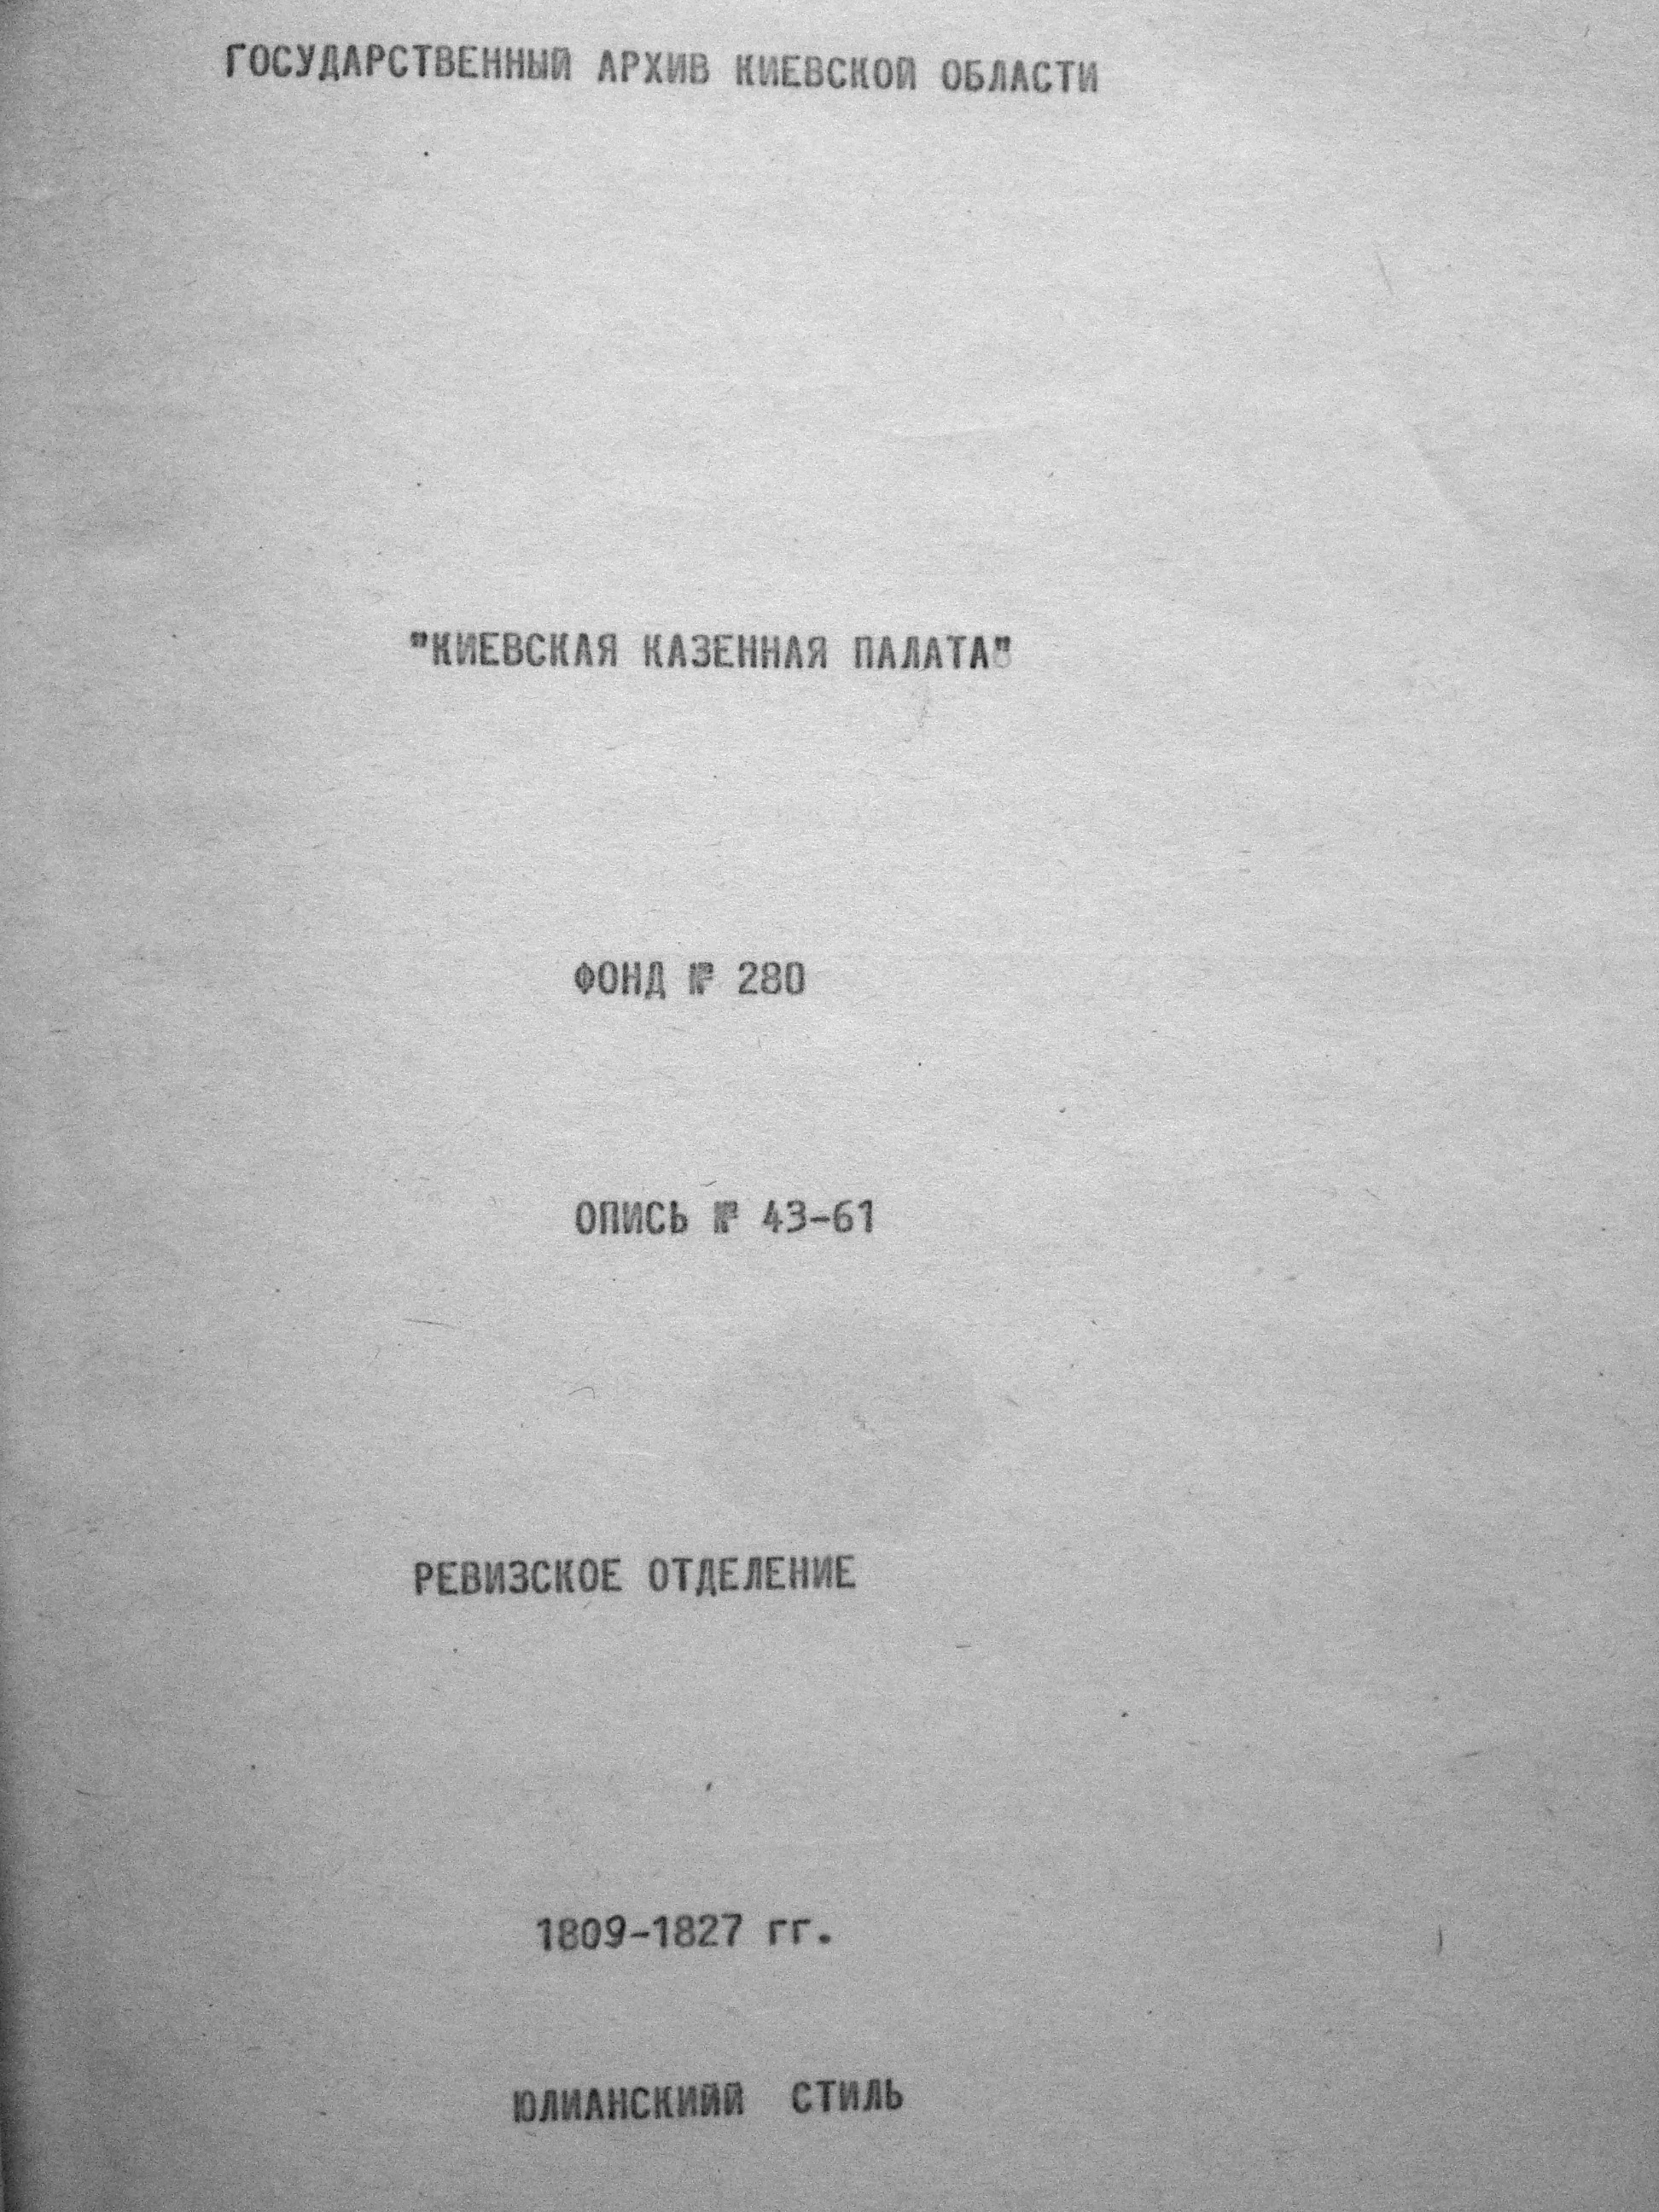 ГОСУДАРСТВЕННЫЙ АРХИВ КИЕВСКОЙ ОБЛАСТИ
"КИЕВСКАЯ КАЗЕННАЯ ПАЛАТА"
ФОНД № 280
ОПИСЬ № 43-61
РЕВИЗСКОЕ ОТДЕЛЕНИЕ
1809-1827 гг.
ЮЛИАНСКИЙЙ СТИЛЬ